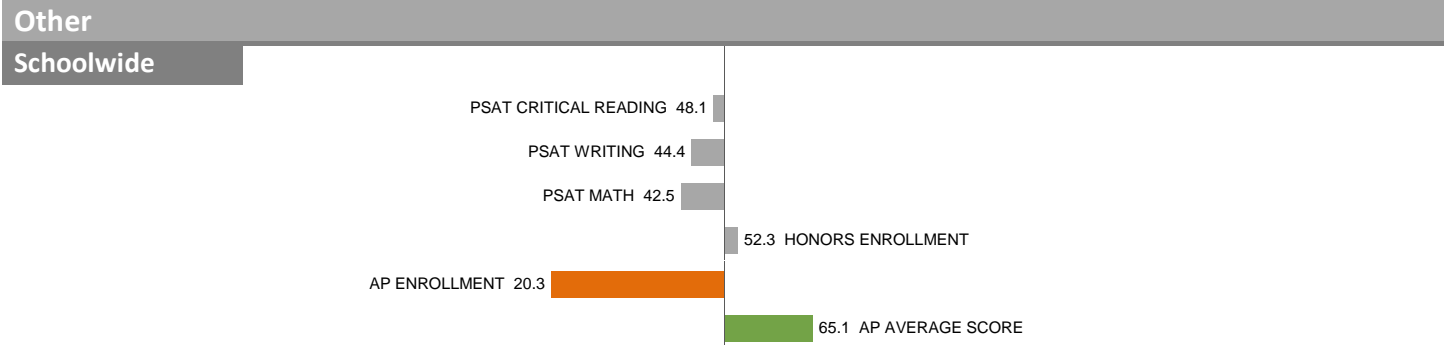 Other
Schoolwide
PSAT CRITICAL READING 48.1
PSAT WRITING 44.4
PSAT MATH 42.5
52.3 HONORS ENROLLMENT
AP ENROLLMENT 20.3
65.1 AP AVERAGE SCORE